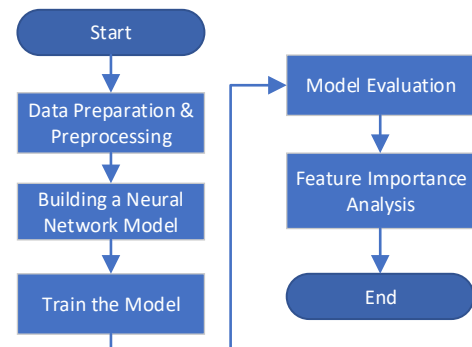 Start
Data Preparation &
Preprocessing
Building a Neural
Network Model
Train the Model
Model Evaluation
Feature Importance
Analysis
End